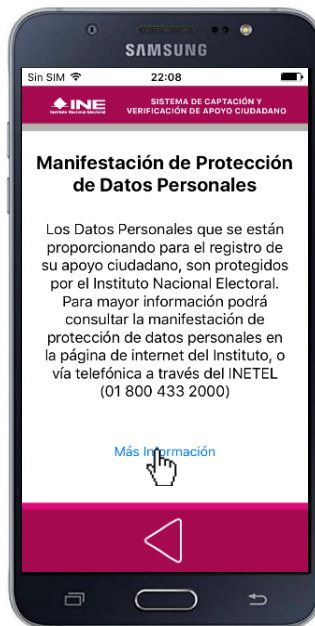 SAMSUNG
Sin SIM 22:08
INE
Instituto Nacional Electoral
SISTEMA DE CAPTACIÓN Y
VERIFICACIÓN DE APOYO CIUDADANO
Manifestación de Protección
de Datos Personales
Los Datos Personales que se están
proporcionando para el registro de
su apoyo ciudadano, son protegidos
por el Instituto Nacional Electoral.
Para mayor información podrá
consultar la manifestación de
protección de datos personales en
la página de internet del Instituto, o
vía telefónica a través del INETEL
(01 800 433 2000)
Más Información